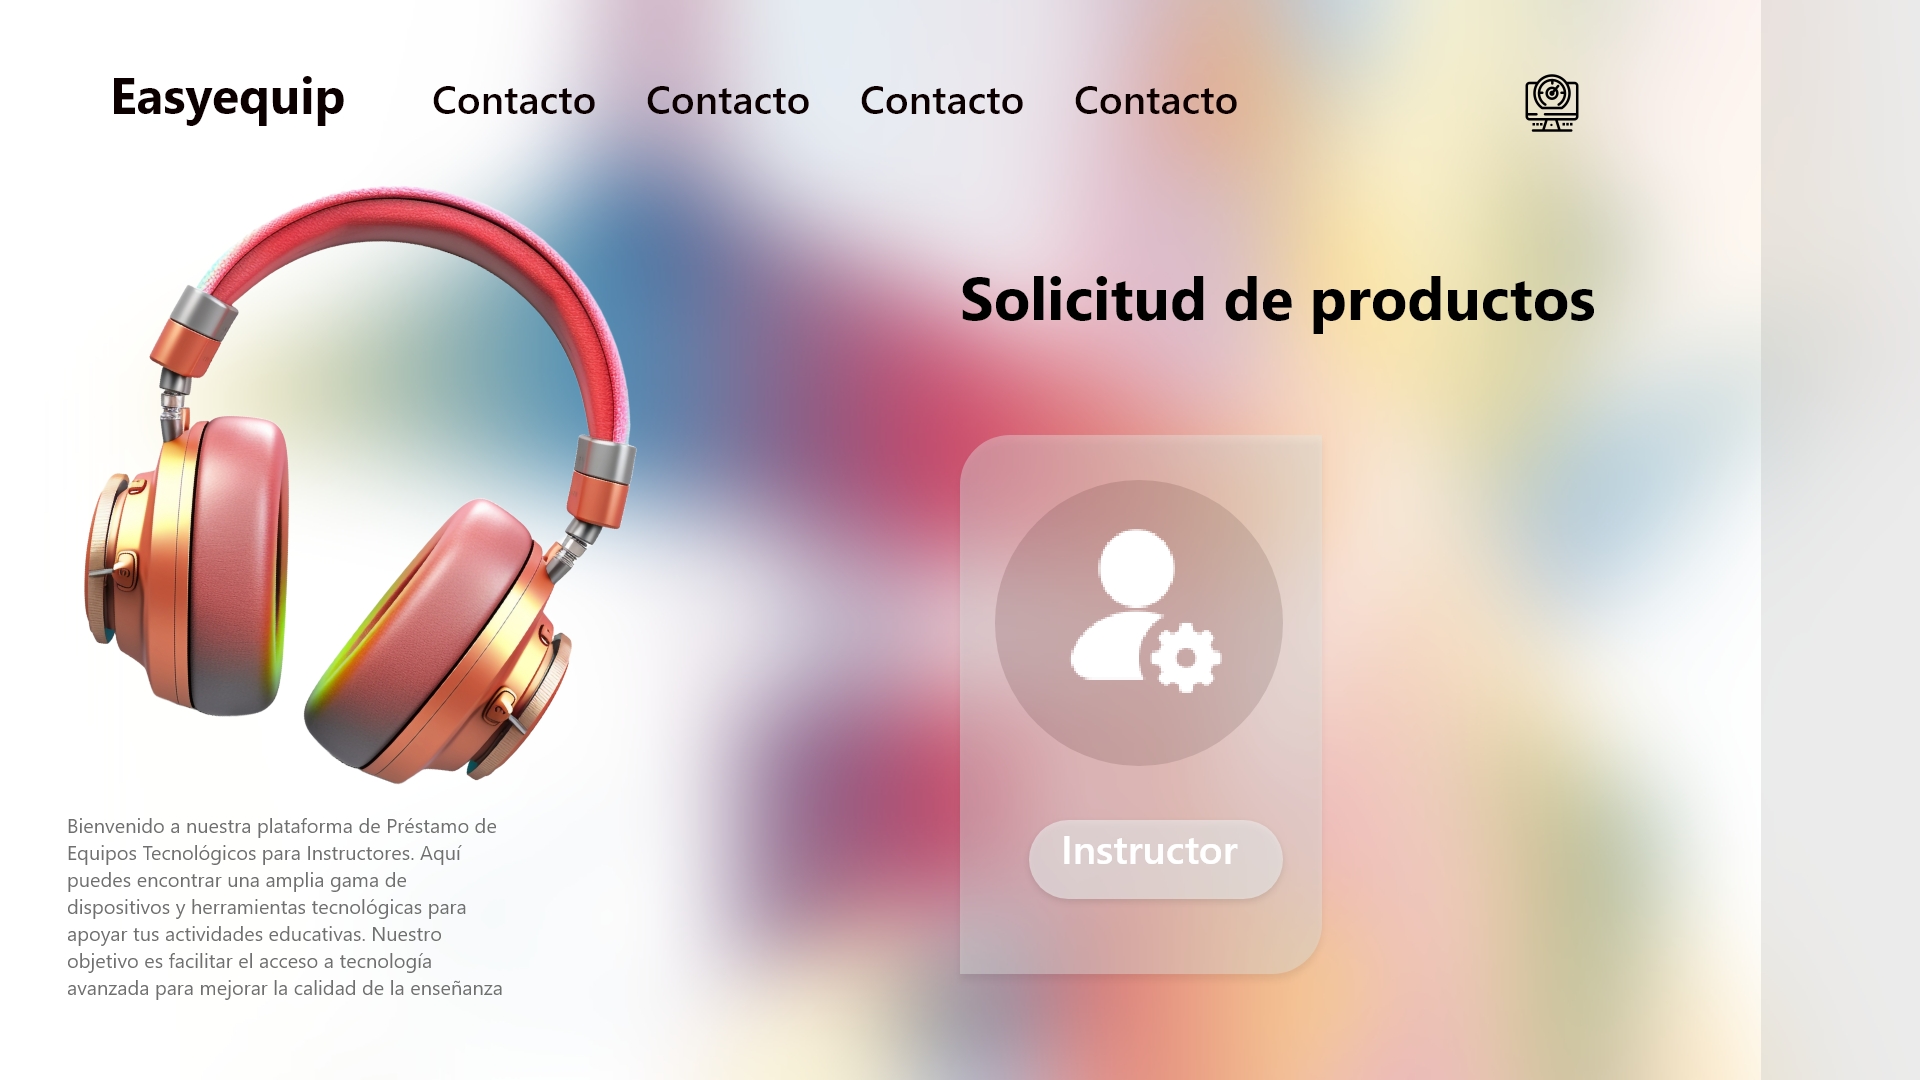 Easyequip Contacto Contacto Contacto Contacto
Solicitud de productos
Instructor
Bienvenido a nuestra plataforma de Préstamo de
Equipos Tecnológicos para Instructores. Aquí
puedes encontrar una amplia gama de
dispositivos y herramientas tecnológicas para
apoyar tus actividades educativas. Nuestro
objetivo es facilitar el acceso a tecnología
avanzada para mejorar la calidad de la enseñanza